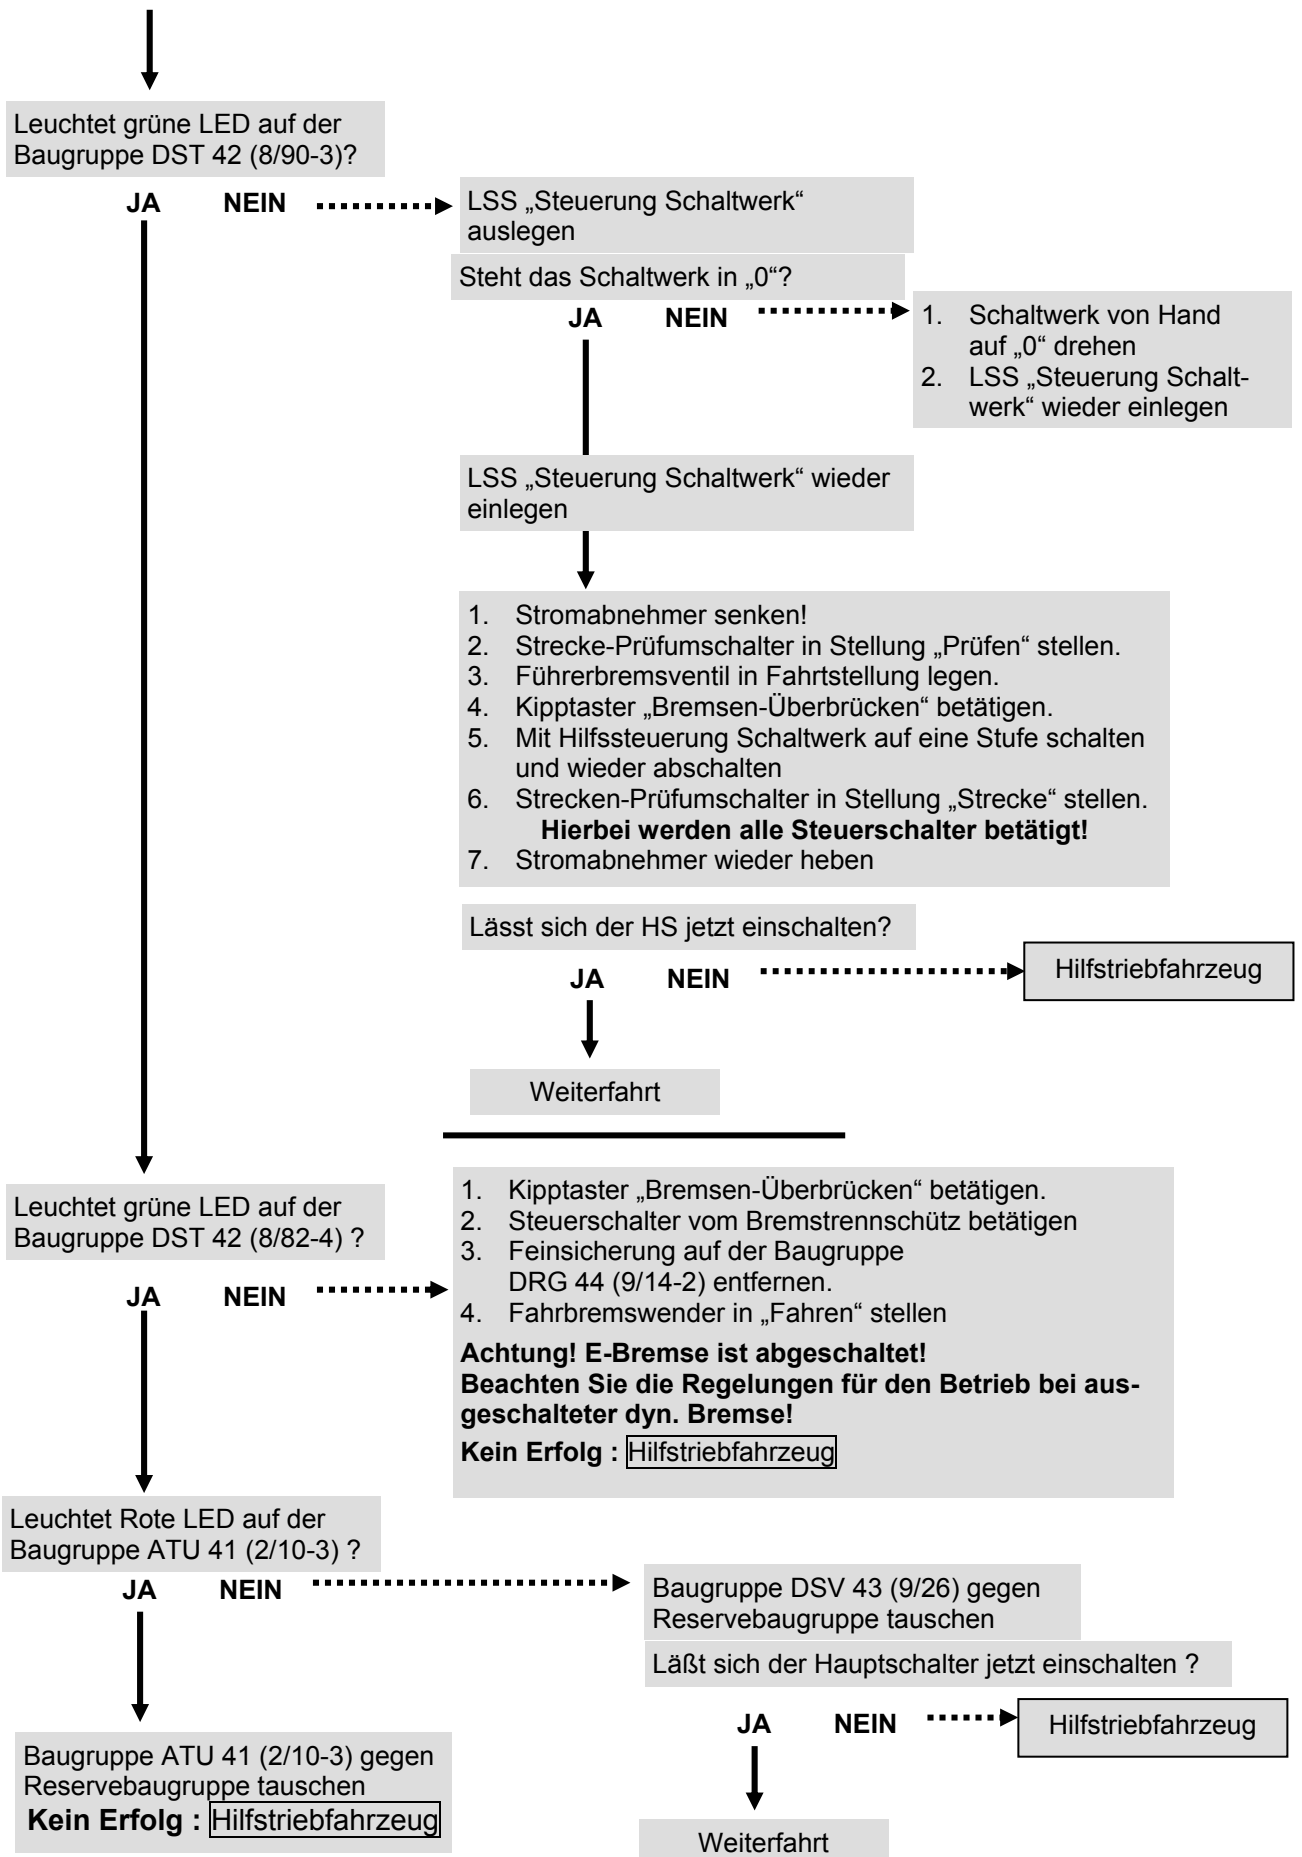 Leuchtet grüne LED auf der
Baugruppe DST 42 (8/90-3)?
JA NEIN
LSS „Steuerung Schaltwerk“
auslegen
Steht das Schaltwerk in „0“?
JA NEIN
1. Schaltwerk von Hand
auf „0“ drehen
2. LSS „Steuerung Schalt-
werk“ wieder einlegen
LSS „Steuerung Schaltwerk“ wieder
einlegen
1. Stromabnehmer senken!
2. Strecke-Prüfumschalter in Stellung „Prüfen“ stellen.
3. Führerbremsventil in Fahrtstellung legen.
4. Kipptaster „Bremsen-Überbrücken“ betätigen.
5. Mit Hilfssteuerung Schaltwerk auf eine Stufe schalten
und wieder abschalten
6. Strecken-Prüfumschalter in Stellung „Strecke“ stellen.
Hierbei werden alle Steuerschalter betätigt!
7. Stromabnehmer wieder heben
Lässt sich der HS jetzt einschalten?
JA NEIN
Hilfstriebfahrzeug
Weiterfahrt
Leuchtet grüne LED auf der
Baugruppe DST 42 (8/82-4) ?
JA NEIN
1. Kipptaster „Bremsen-Überbrücken“ betätigen.
2. Steuerschalter vom Bremstrennschütz betätigen
3. Feinsicherung auf der Baugruppe
DRG 44 (9/14-2) entfernen.
4. Fahrbremswender in „Fahren“ stellen
Achtung! E-Bremse ist abgeschaltet!
Beachten Sie die Regelungen für den Betrieb bei aus-
geschalteter dyn. Bremse!
Kein Erfolg : Hilfstriebfahrzeug
Leuchtet Rote LED auf der
Baugruppe ATU 41 (2/10-3) ?
JA NEIN
Baugruppe DSV 43 (9/26) gegen
Reservebaugruppe tauschen
Läßt sich der Hauptschalter jetzt einschalten ?
JA NEIN
Hilfstriebfahrzeug
Weiterfahrt
Baugruppe ATU 41 (2/10-3) gegen
Reservebaugruppe tauschen
Kein Erfolg : Hilfstriebfahrzeug